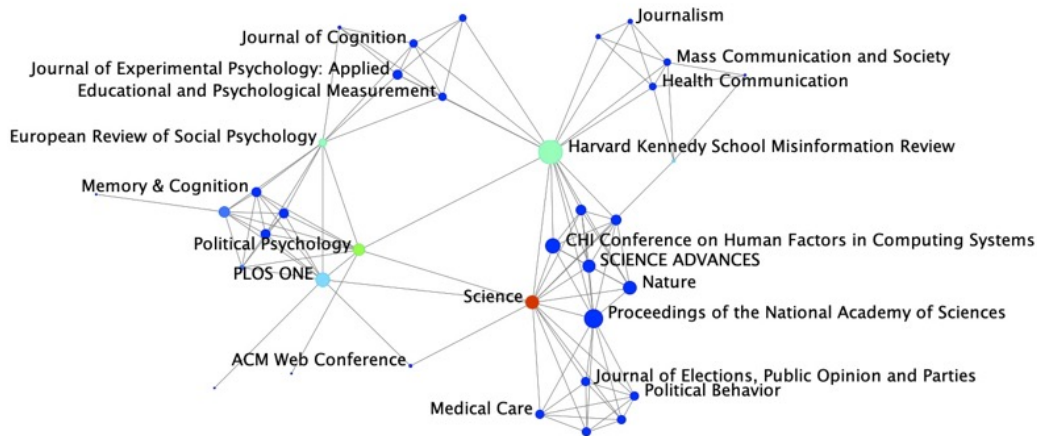 Journalism
Journal of Cognition
Mass Communication and Society
Journal of Experimental Psychology: Applied
Health Communication
Educational and Psychological Measurement
European Review of Social Psychology
Harvard Kennedy School Misinformation Review
Memory & Cognition
Political Psychology
CHI Conference on Human Factors in Computing Systems
SCIENCE ADVANCES
PLOS ONE
Nature
Science
Proceedings of the National Academy of Sciences
ACM Web Conference
Journal of Elections, Public Opinion and Parties
Political Behavior
Medical Care